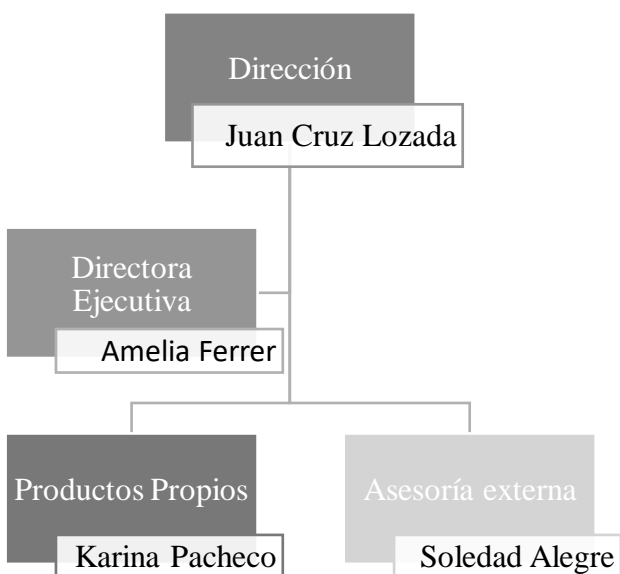 Dirección
Juan Cruz Lozada
Directora
Ejecutiva
Amelia Ferrer
Productos Propios
Karina Pacheco
Asesoría externa
Soledad Alegre